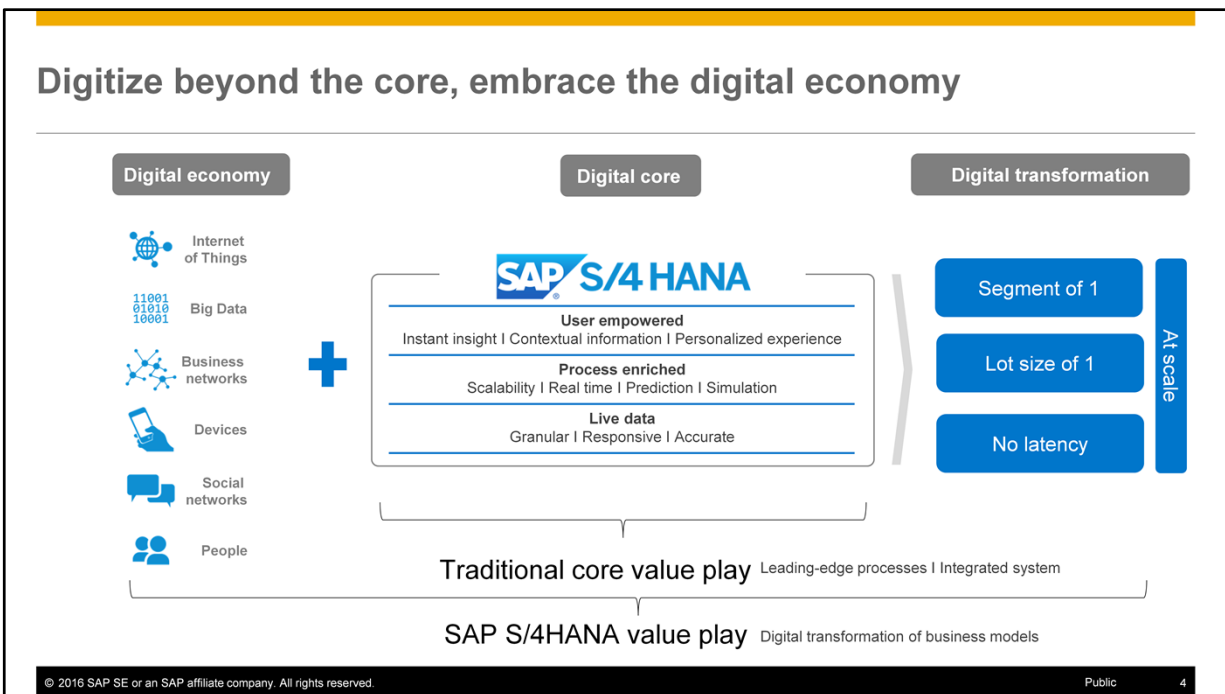 Digitize beyond the core, embrace the digital economy
Digital economy
Digital core
Digital transformation
Internet
of Things
11001
01010
10001
Big Data
Business
networks
Devices
Social
networks
People
SAP S/4 HANA
®
User empowered
Instant insight I Contextual information I Personalized experience
Process enriched
Scalability I Real time I Prediction I Simulation
Live data
Granular I Responsive I Accurate
Segment of 1
Lot size of 1
No latency
At scale
Traditional core value play Leading-edge processes I Integrated system
SAP S/4HANA value play Digital transformation of business models
© 2016 SAP SE or an SAP affiliate company. All rights reserved. Public 4